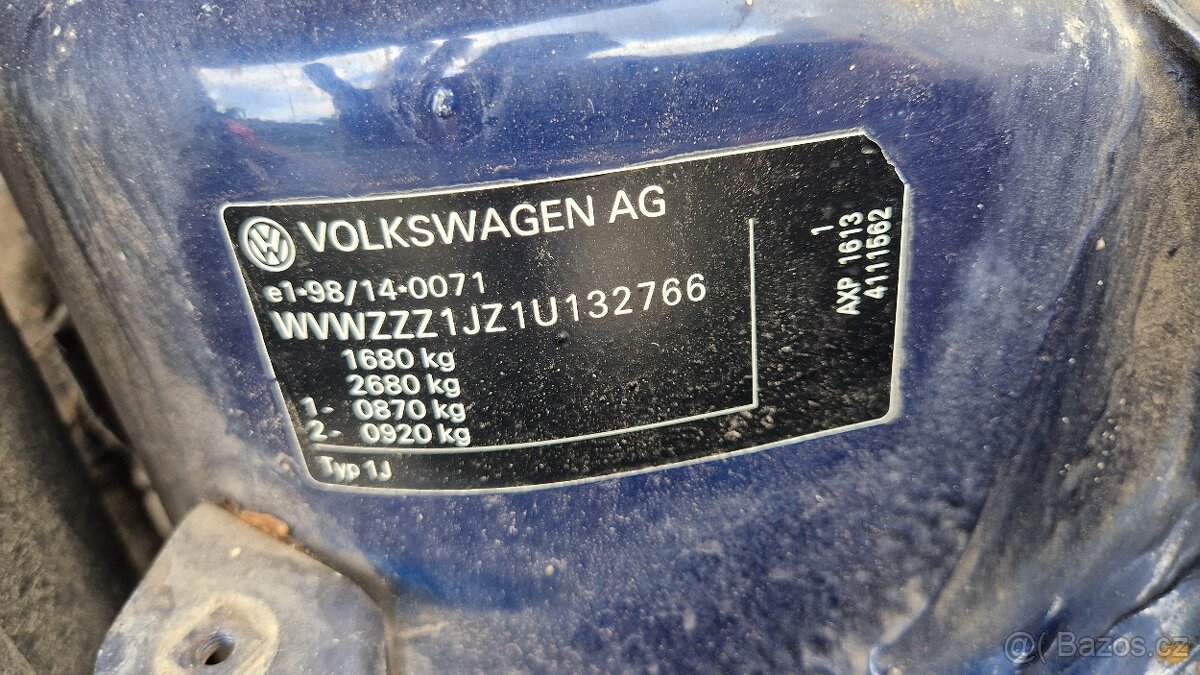 VOLKSWAGEN AG
e1*98/14*0071
WVWZZZ1JZ1U132766
1680 kg
2680 kg
1- 0870 kg
2- 0920 kg
Typ 1J
1
AXP 1613
4111562
Bazos.cz